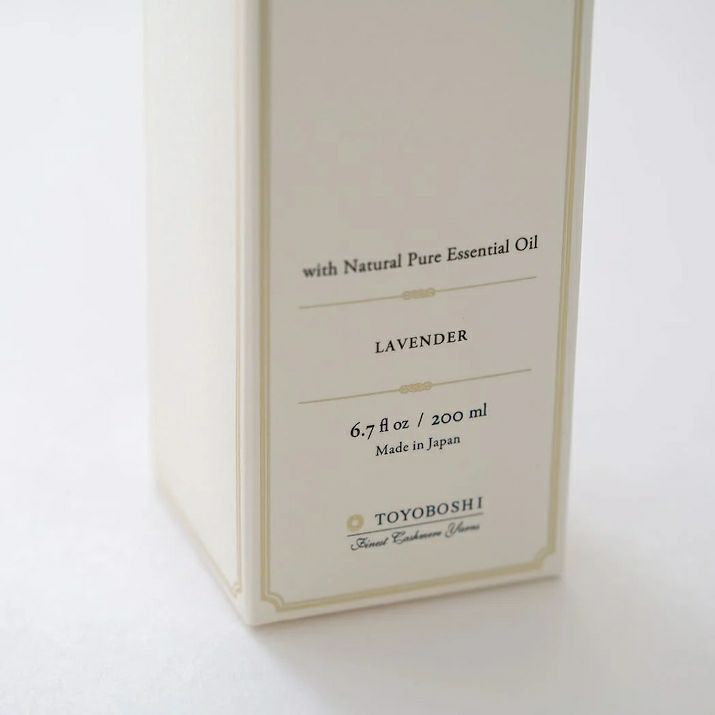 with Natural Pure Essential Oil
LAVENDER
6.7 fl oz / 200 ml
Made in Japan
TOYOBOSHI
Finest Cashmere Yarns